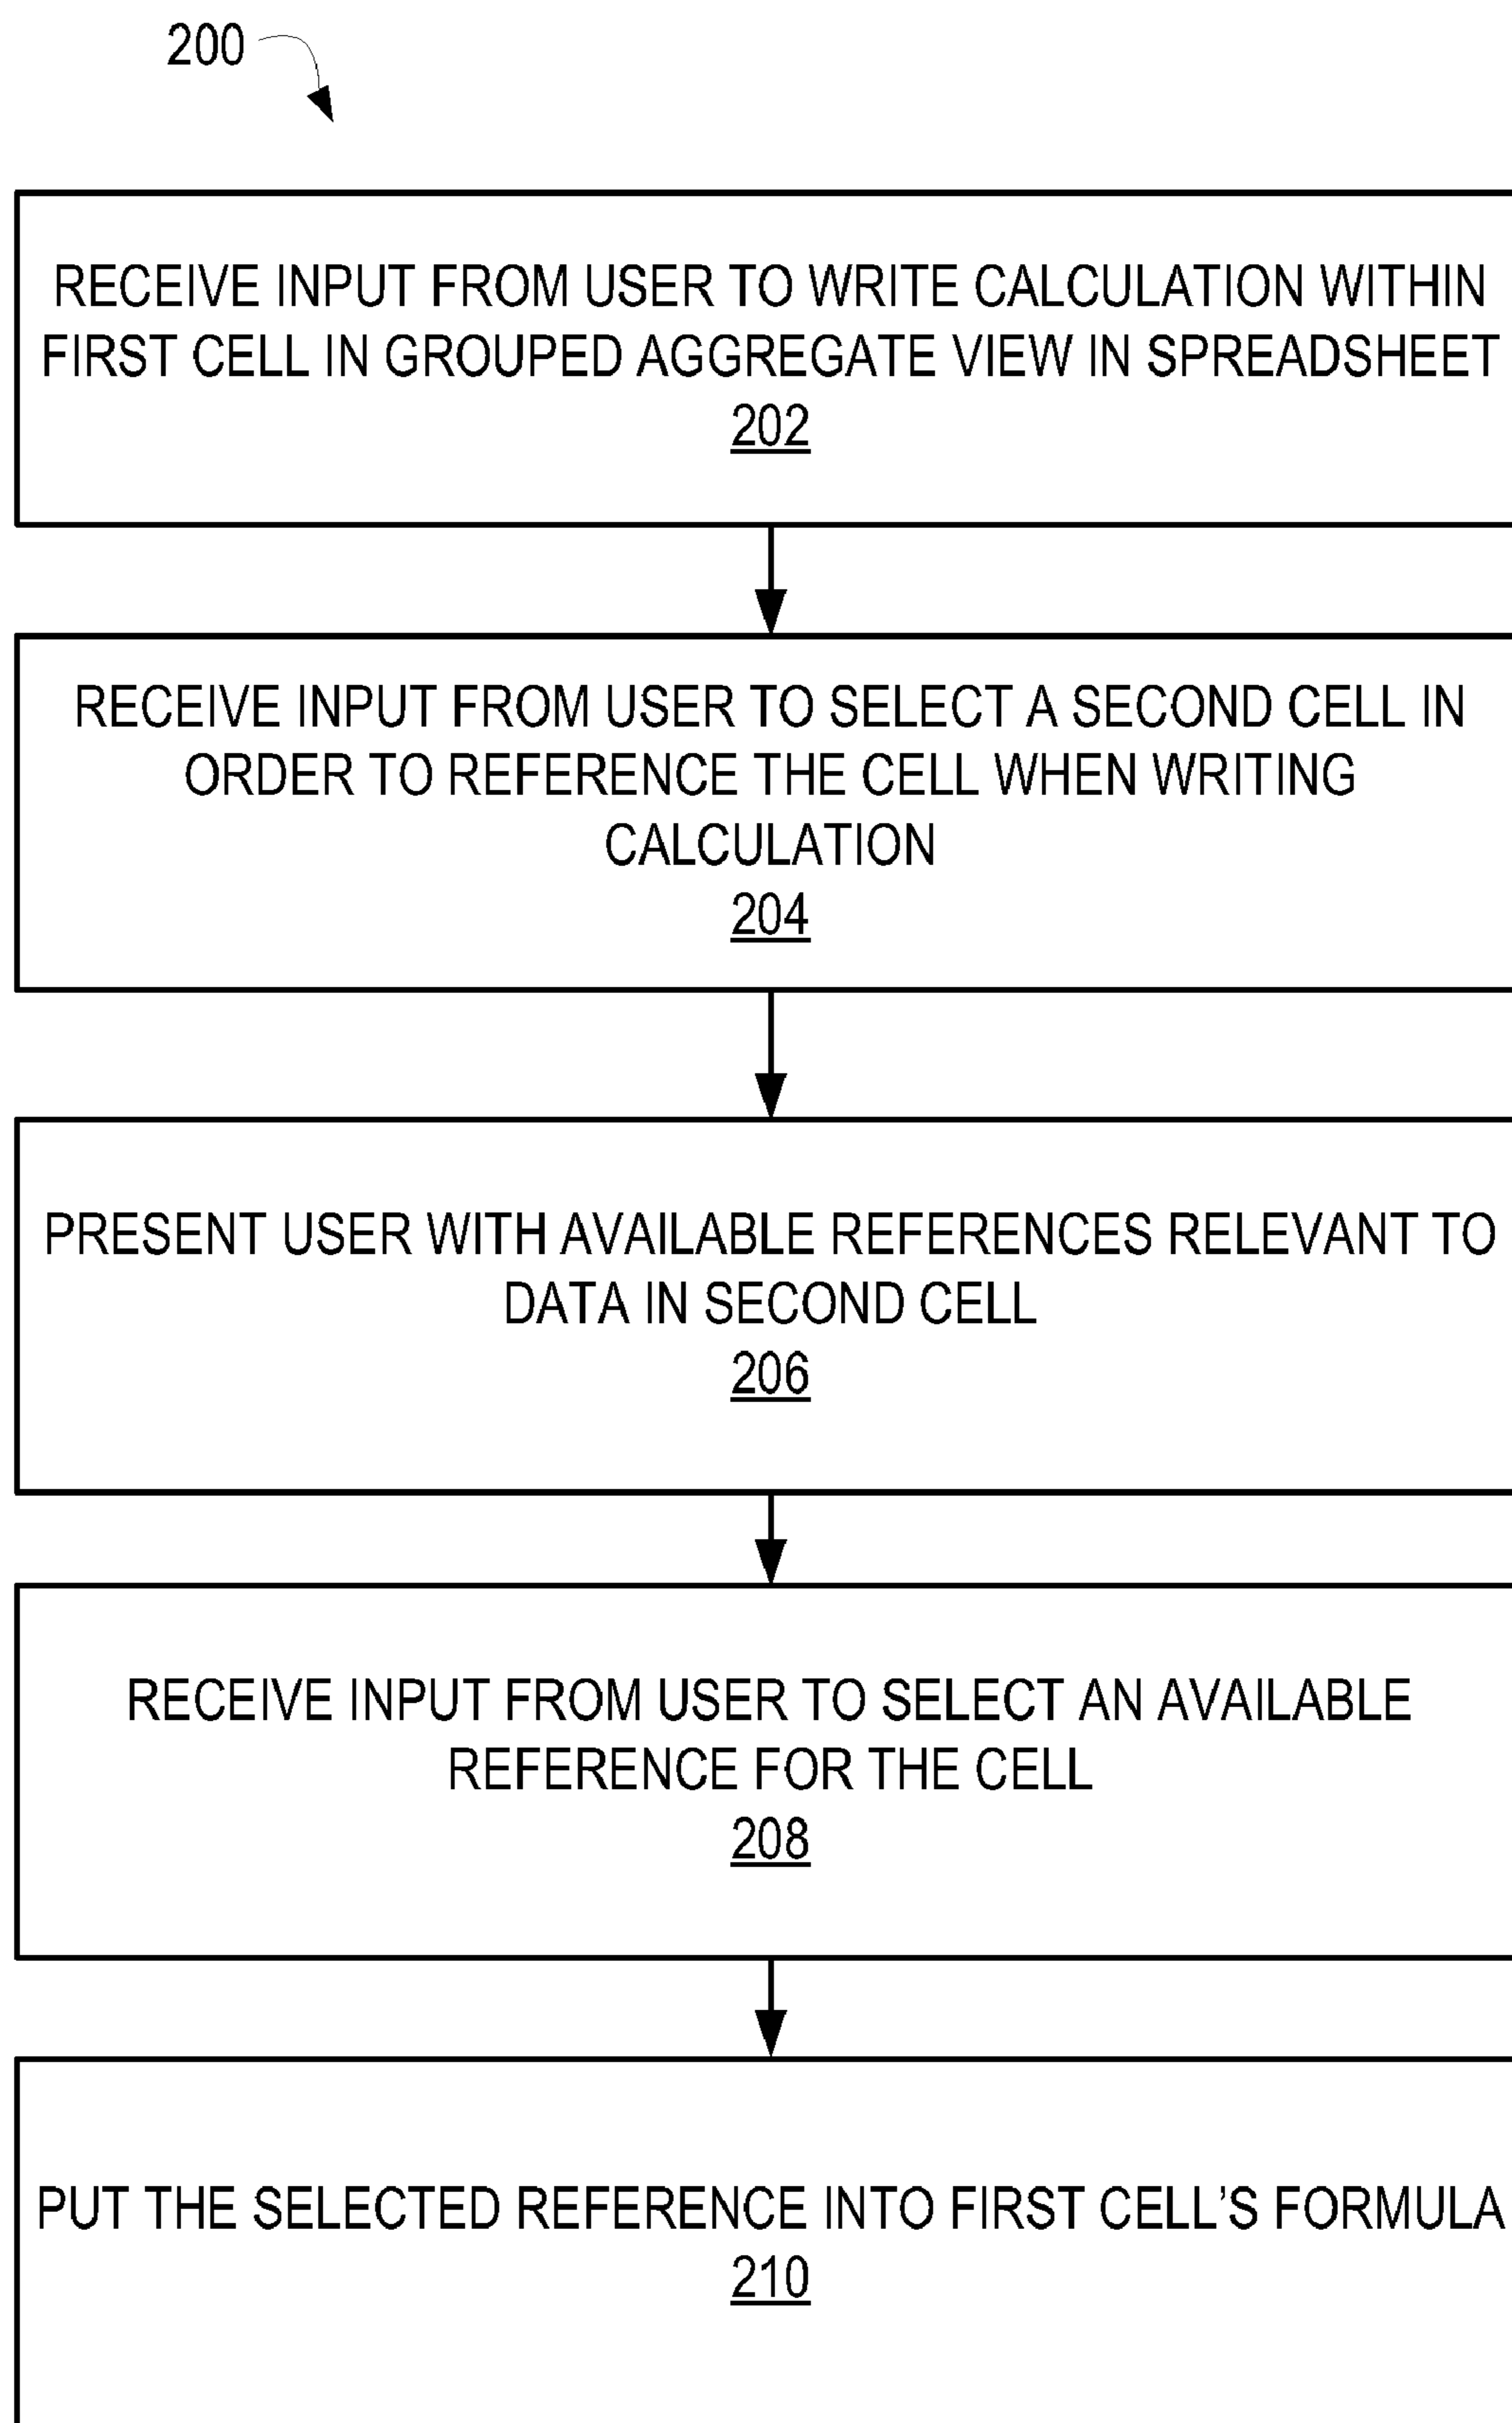 200
RECEIVE INPUT FROM USER TO WRITE CALCULATION WITHIN
FIRST CELL IN GROUPED AGGREGATE VIEW IN SPREADSHEET
202
RECEIVE INPUT FROM USER TO SELECT A SECOND CELL IN
ORDER TO REFERENCE THE CELL WHEN WRITING
CALCULATION
204
PRESENT USER WITH AVAILABLE REFERENCES RELEVANT TO
DATA IN SECOND CELL
206
RECEIVE INPUT FROM USER TO SELECT AN AVAILABLE
REFERENCE FOR THE CELL
208
PUT THE SELECTED REFERENCE INTO FIRST CELL'S FORMULA
210